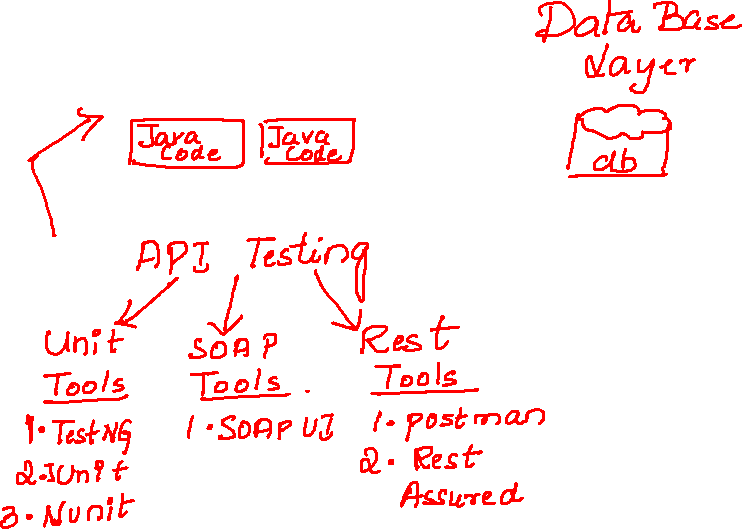 Data Base
Layer
Java
Code
Java
Code
db
API Testing
Unit
Tools
1. TestNG
2. JUnit
3. Nunit
SOAP
Tools.
1. SOAP UI
Rest
Tools
1. postman
2. Rest
Assured